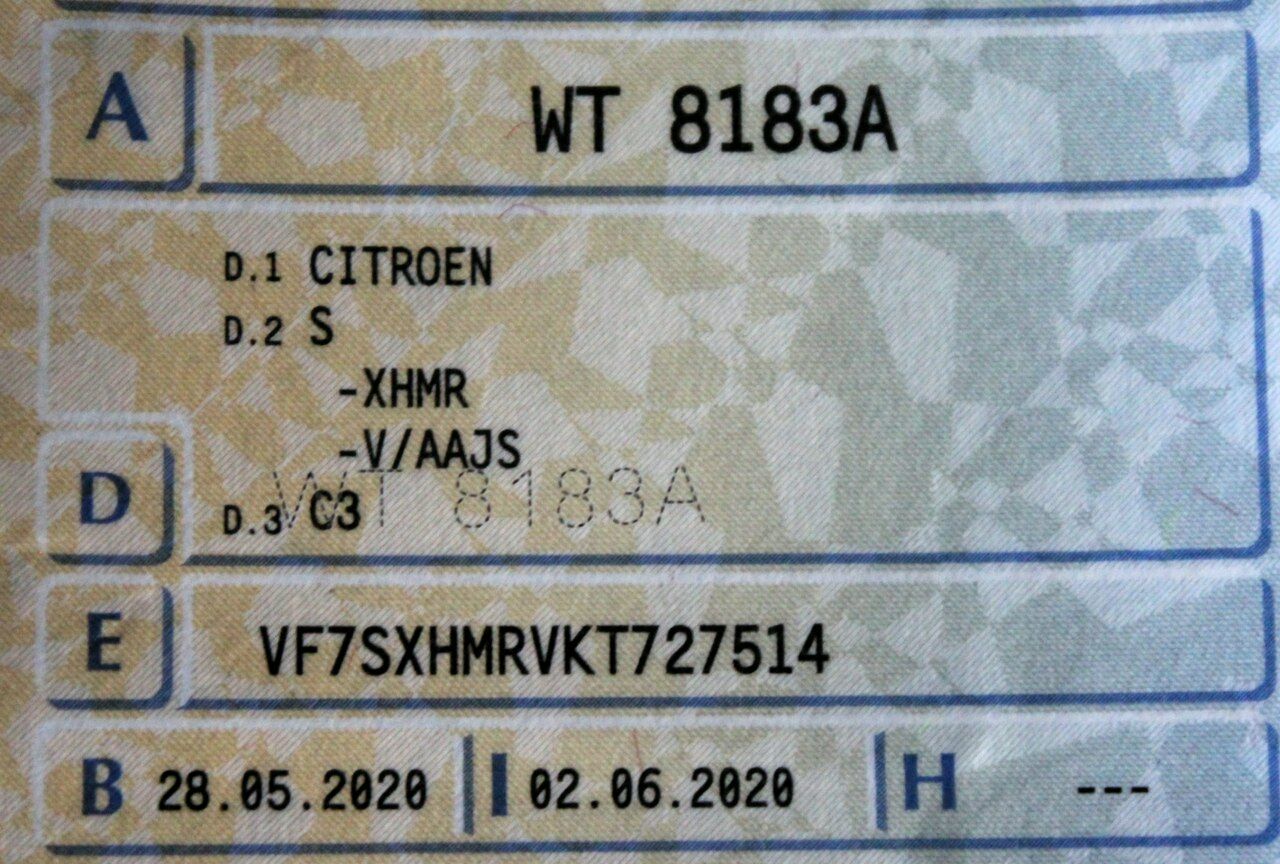 A WT 8183A
D.1 CITROEN
D.2 S
-XHMR
-V/AAJS
WT 8183A
D D.3 C3
E VF7SXHMRVKT727514
B 28.05.2020 I 02.06.2020 H ---